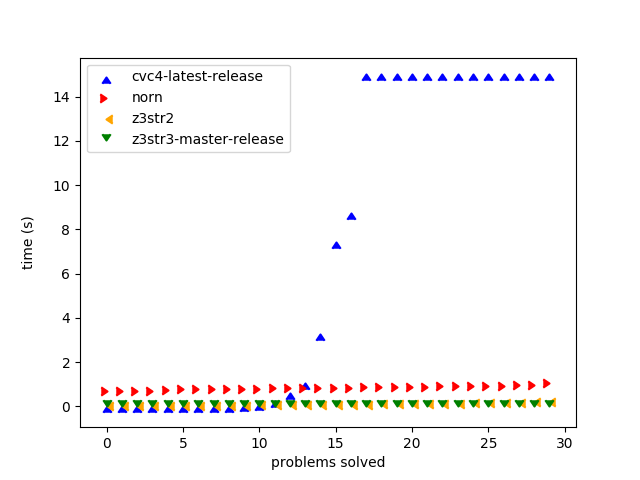 cvc4-latest-release
norn
z3str2
z3str3-master-release
14
12
10
8
6
4
2
0
time (s)
0 5 10 15 20 25 30
problems solved